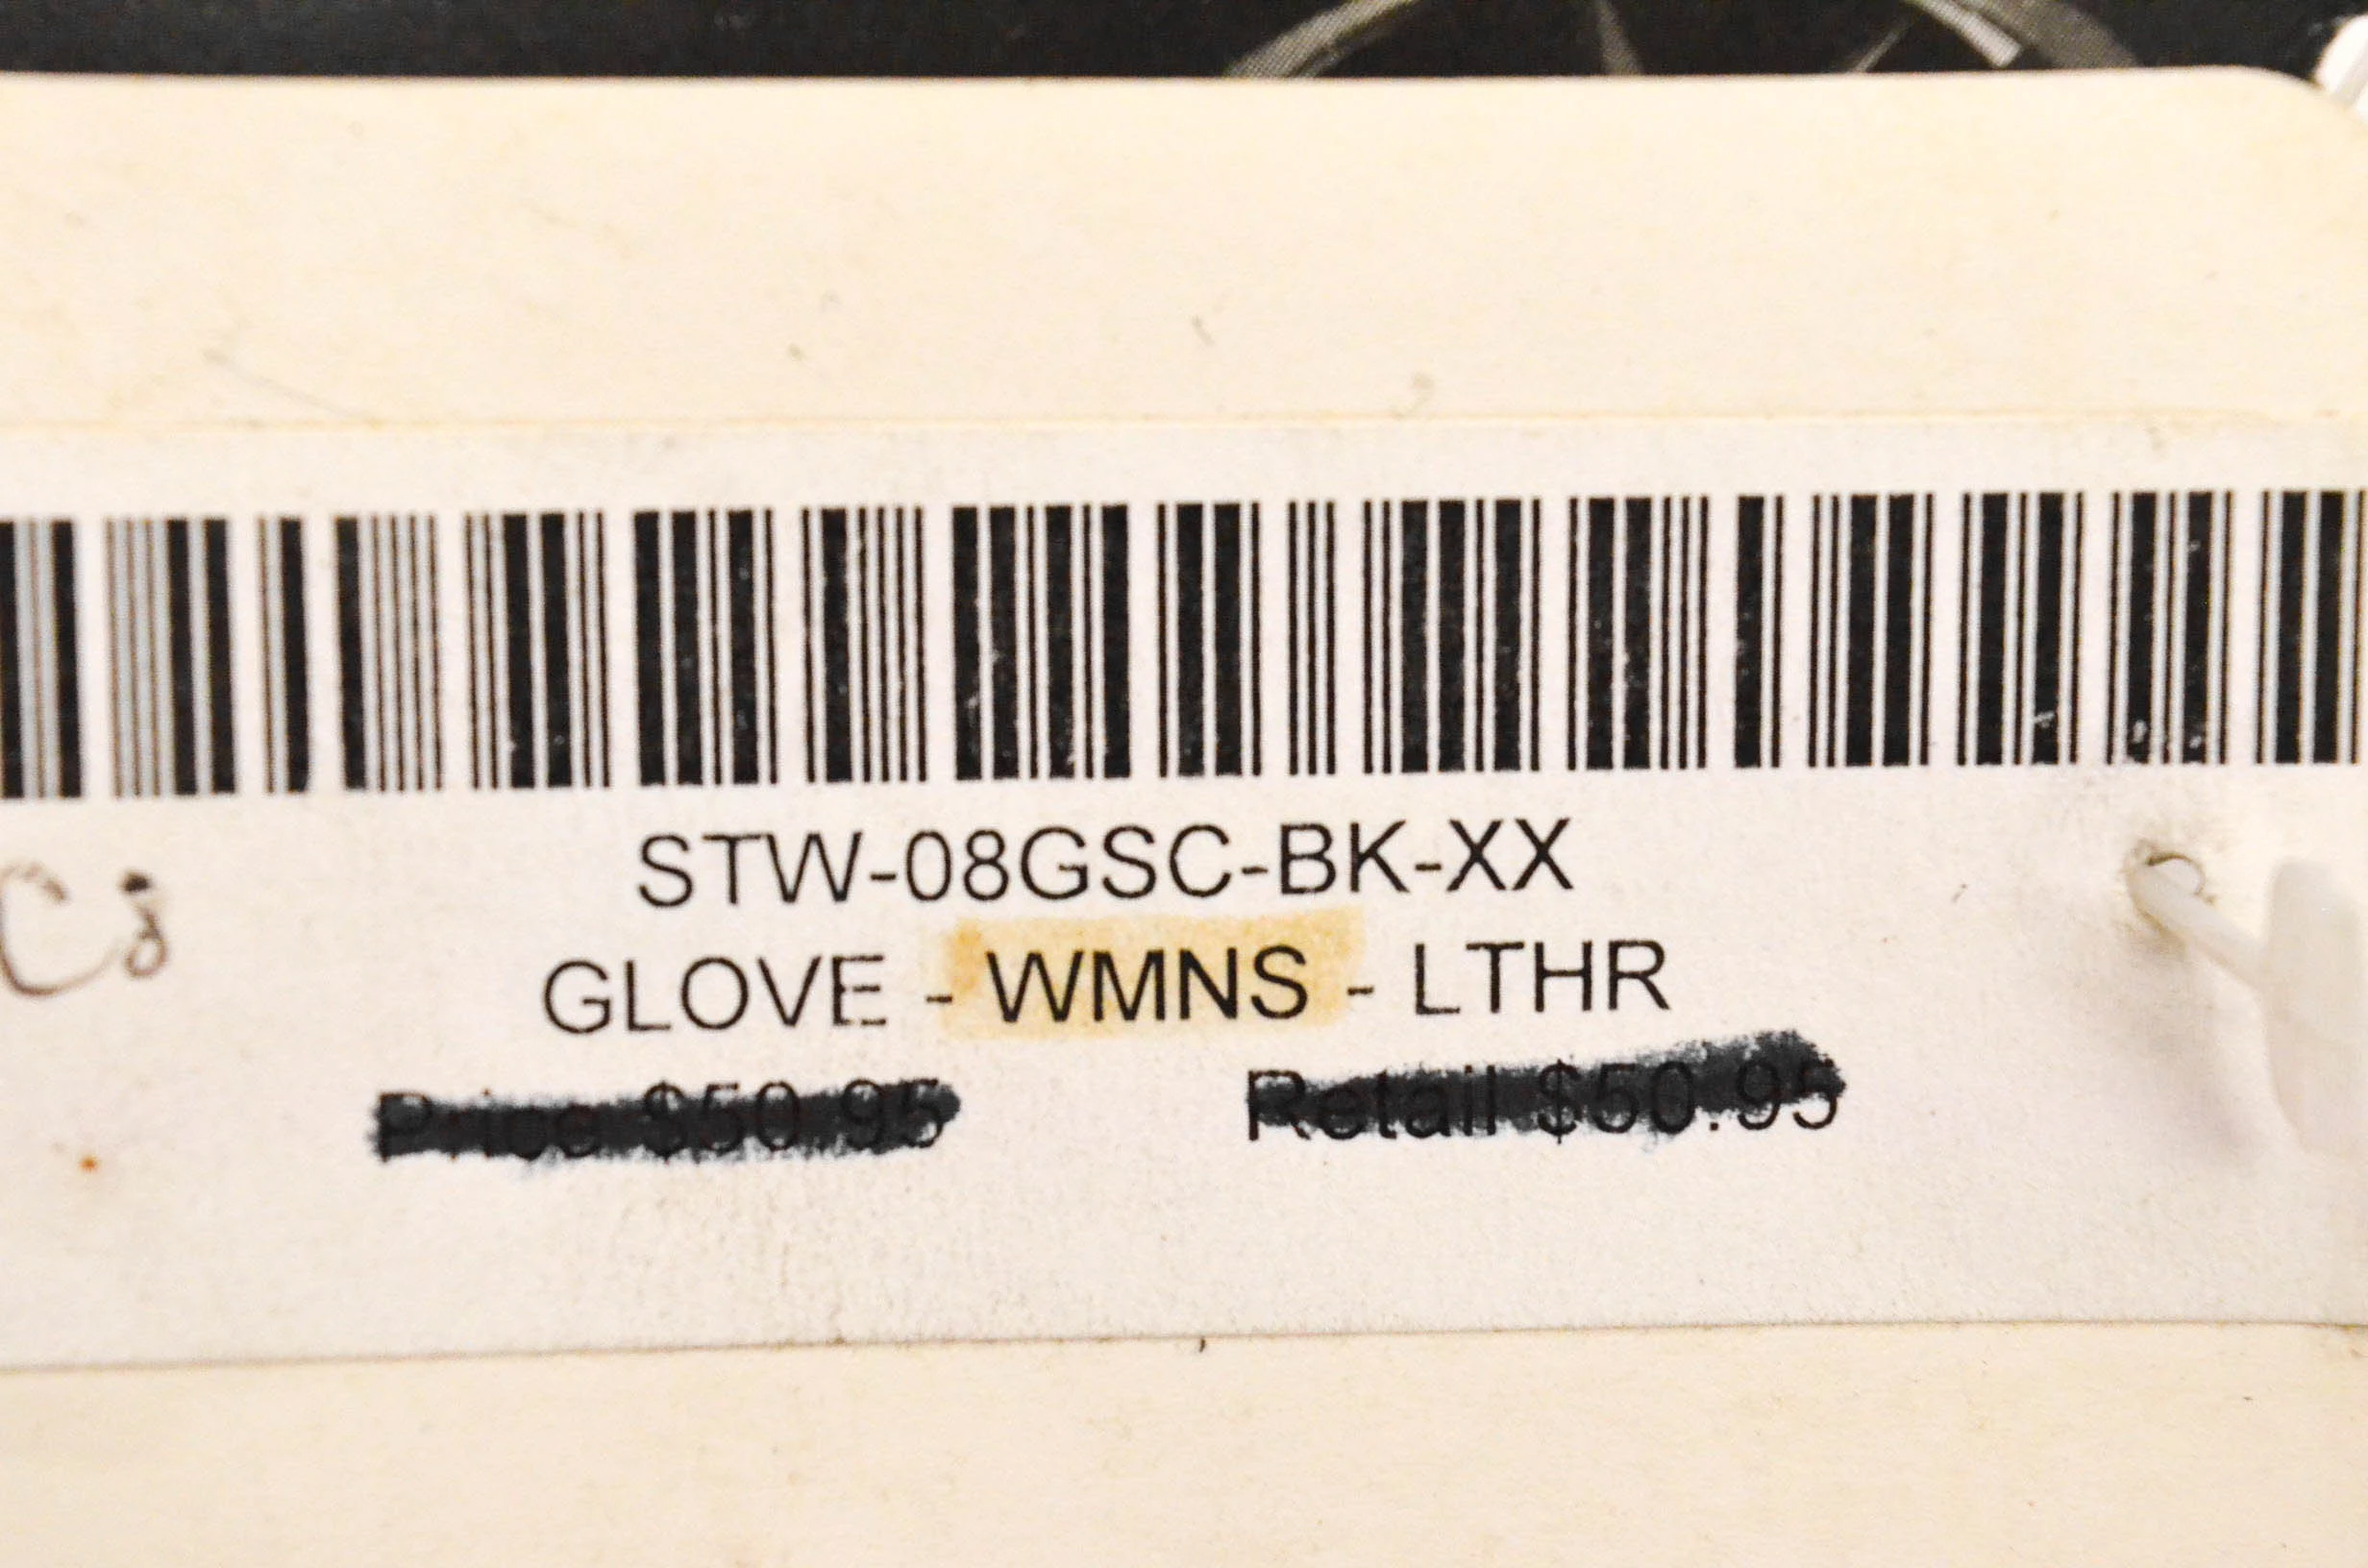 STW-08GSC-BK-XX
GLOVE - WMNS - LTHR
Price $50.95 Retail $50.95